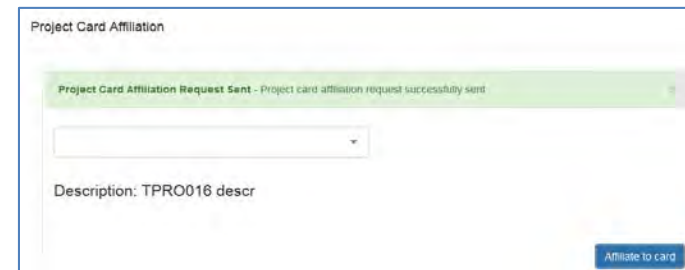 Project Card Affiliation
Project Card Affiliation Request Sent - Project card affiliation request successfully sent
Description: TPRO016 descr
Affiliate to card